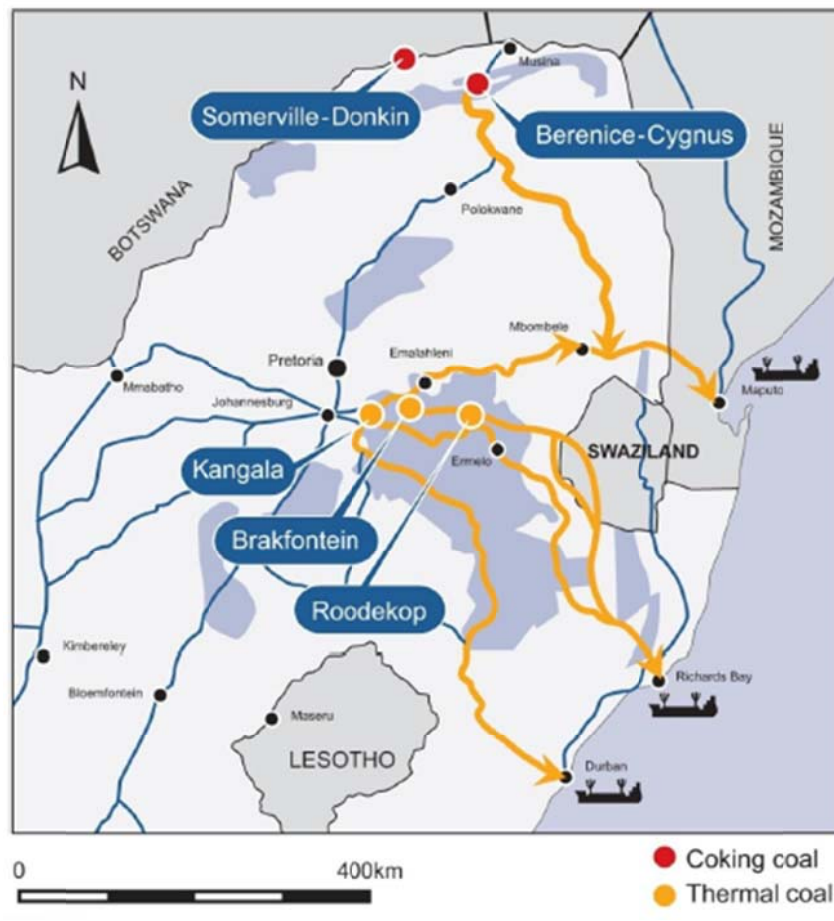 N
Musina
Somerville-Donkin
Berenice-Cygnus
BOTSWANA
MOZAMBIQUE
Polokwane
Mbombele
Pretoria
Emalahleni
Mmabatho
Johannesburg
Maputo
Kangala
Ermelo
SWAZILAND
Brakfontein
Roodekop
Kimbereley
Richards Bay
Bloemfontein
Maseru
LESOTHO
Durban
0
400km
Coking coal
Thermal coal